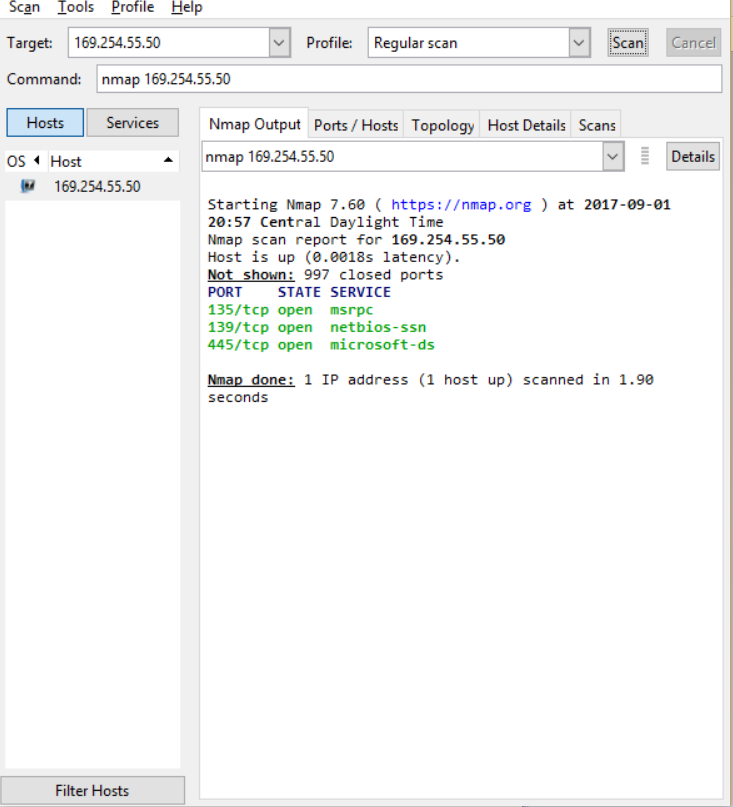 Scan Tools Profile Help
Target: 169.254.55.50 Profile: Regular scan Scan Cancel
Command: nmap 169.254.55.50
Hosts Services Nmap Output Ports / Hosts Topology Host Details Scans
OS Host
nmap 169.254.55.50 Details
169.254.55.50
Starting Nmap 7.60 ( https://nmap.org ) at 2017-09-01
20:57 Central Daylight Time
Nmap scan report for 169.254.55.50
Host is up (0.0018s latency).
Not shown: 997 closed ports
PORT STATE SERVICE
135/tcp open msrpc
139/tcp open netbios-ssn
445/tcp open microsoft-ds
Nmap done: 1 IP address (1 host up) scanned in 1.90
seconds
Filter Hosts